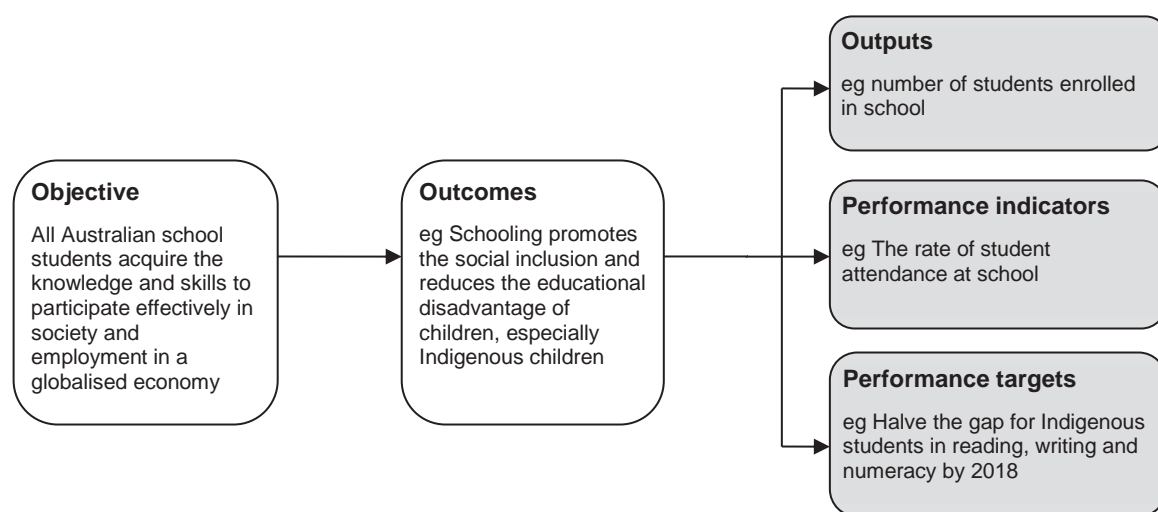 Objective
All Australian school
students acquire the
knowledge and skills to
participate effectively in
society and
employment in a
globalised economy
Outcomes
eg Schooling promotes
the social inclusion and
reduces the educational
disadvantage of
children, especially
Indigenous children
Outputs
eg number of students enrolled
in school
Performance indicators
eg The rate of student
attendance at school
Performance targets
eg Halve the gap for Indigenous
students in reading, writing and
numeracy by 2018